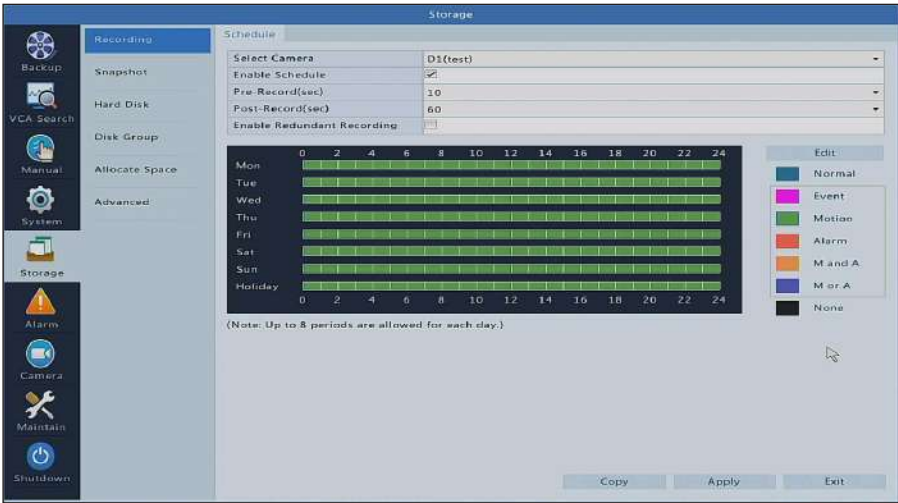 Storage
Backup
VCA Search
Manual
System
Storage
Alarm
Camera
Maintain
Shutdown
Recording
Snapshot
Hard Disk
Disk Group
Allocate Space
Advanced
Schedule
Select Camera D1(test)
Enable Schedule
Pre-Record(sec) 10
Post-Record(sec) 60
Enable Redundant Recording
0 2 4 6 8 10 12 14 16 18 20 22 24
Mon
Tue
Wed
Thu
Fri
Sat
Sun
Holiday
0 2 4 6 8 10 12 14 16 18 20 22 24
Edit
Normal
Event
Motion
Alarm
M and A
M or A
None
(Note: Up to 8 periods are allowed for each day.)
Copy Apply Exit